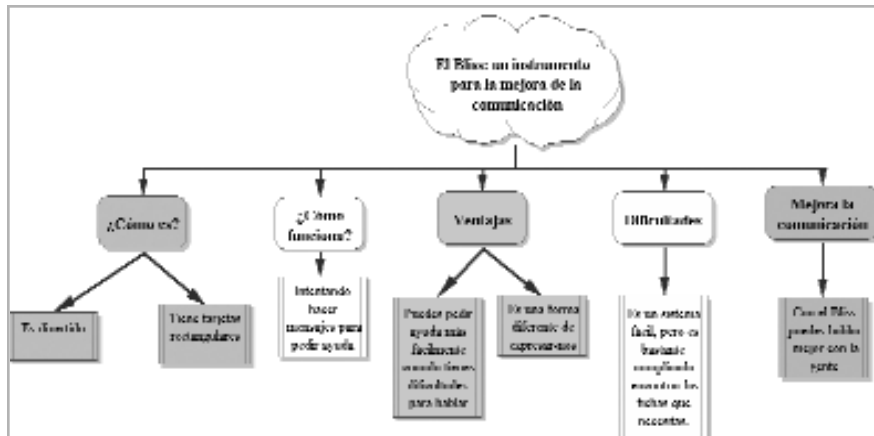 El Bliss: un instrumento
para la mejora de la
comunicación
¿Cómo es?
¿Cómo
funciona?
Ventajas
Dificultades
Mejora la
comunicación
Es divertido
Tiene tarjetas
rectangulares
Intentando
hacer
mensajes para
pedir ayuda
Puedes pedir
ayuda más
fácilmente
cuando tienes
dificultades
para hablar
Es una forma
diferente de
expresar-nos
Es un sistema
fácil, pero es
bastante
complicado
encontrar las
fichas que
necesitas.
Con el Bliss
puedes hablar
mejor con la
gente